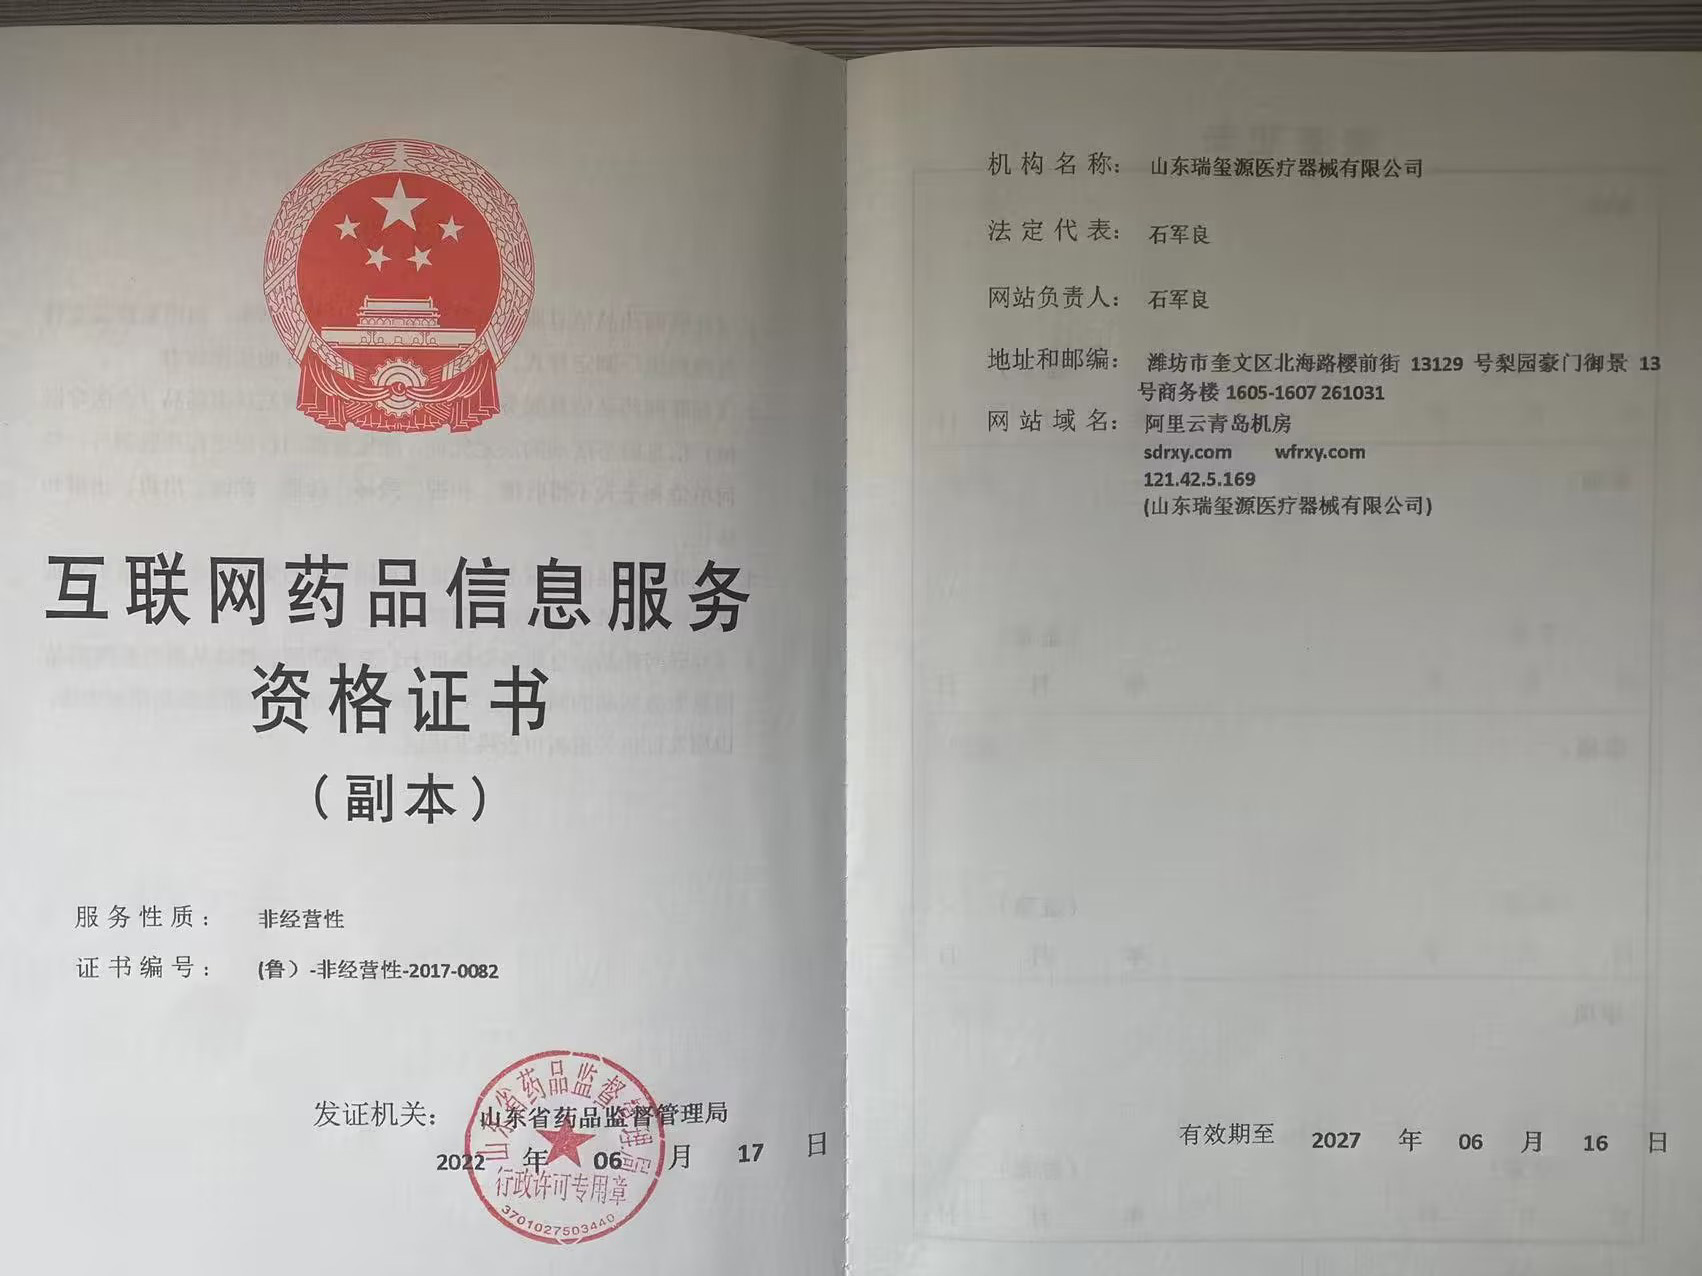 互联网药品信息服务
资格证书
（副本）
服务性质： 非经营性
证书编号： (鲁）-非经营性-2017-0082
发证机关： 山东省药品监督管理局
2022 年 06 月 17 日
山东省药品监督管理局
行政许可专用章
3701027503440
机构名称： 山东瑞玺源医疗器械有限公司
法定代表： 石军良
网站负责人： 石军良
地址和邮编： 潍坊市奎文区北海路樱前街 13129 号梨园豪门御景 13
号商务楼 1605-1607 261031
网站域名： 阿里云青岛机房
sdrxy.com wfrxy.com
121.42.5.169
(山东瑞玺源医疗器械有限公司)
有效期至 2027 年 06 月 16 日